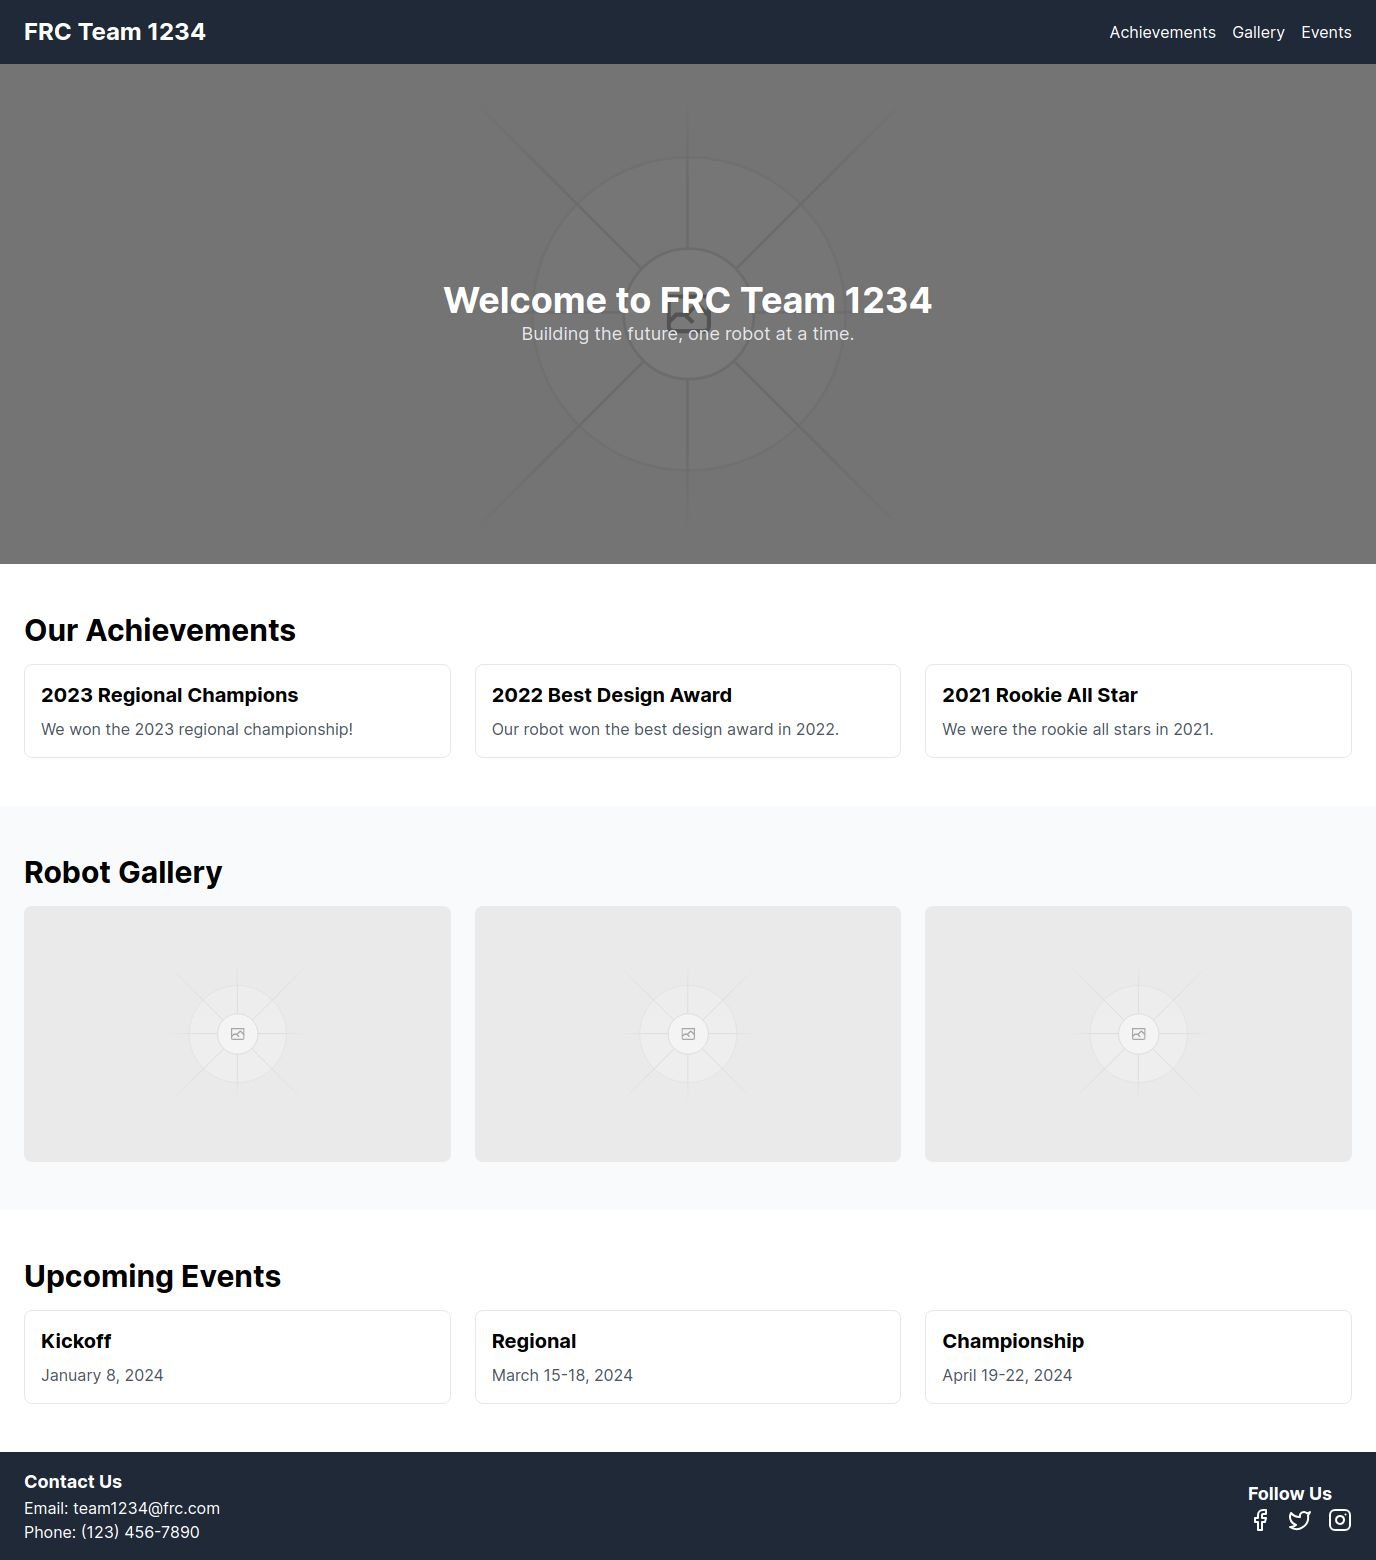 FRC Team 1234
Achievements Gallery Events
Welcome to FRC Team 1234
Building the future, one robot at a time.
Our Achievements
2023 Regional Champions
We won the 2023 regional championship!
2022 Best Design Award
Our robot won the best design award in 2022.
2021 Rookie All Star
We were the rookie all stars in 2021.
Robot Gallery
Upcoming Events
Kickoff
January 8, 2024
Regional
March 15-18, 2024
Championship
April 19-22, 2024
Contact Us
Email: team1234@frc.com
Phone: (123) 456-7890
Follow Us